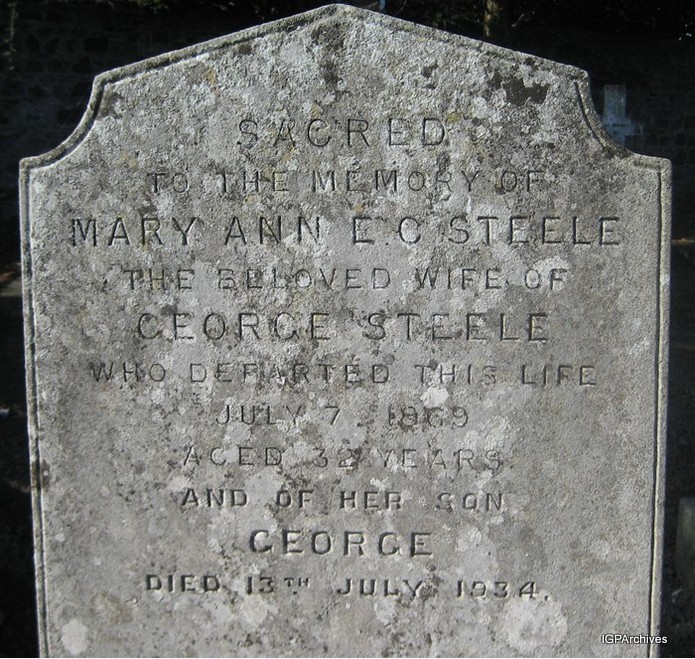 SACRED
TO THE MEMORY OF
MARY ANN E.C STEELE
THE BELOVED WIFE OF
GEORGE STEELE
WHO DEPARTED THIS LIFE
JULY 7 1869
AGED 32 YEARS
AND OF HER SON
GEORGE
DIED 13TH JULY 1934.
IGPArchives